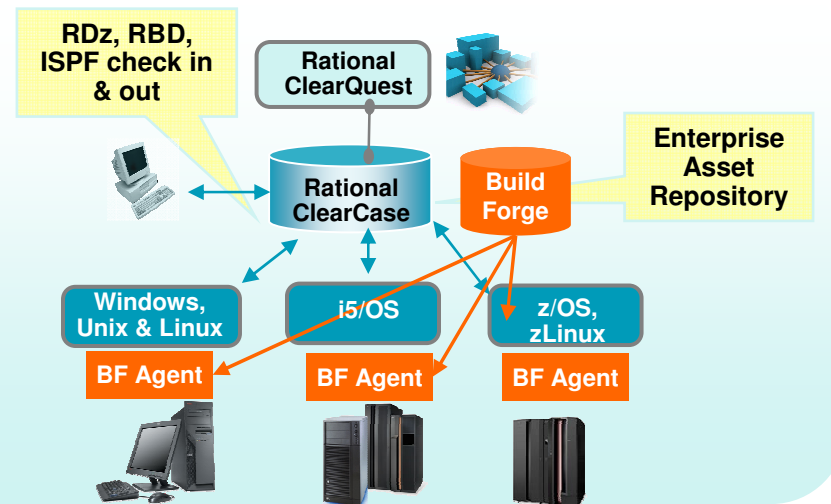 RDz, RBD,
ISPF check in
& out
Rational
ClearQuest
Enterprise
Asset
Repository
Rational
ClearCase
Build
Forge
Windows,
Unix & Linux
i5/OS
z/OS,
zLinux
BF Agent
BF Agent
BF Agent